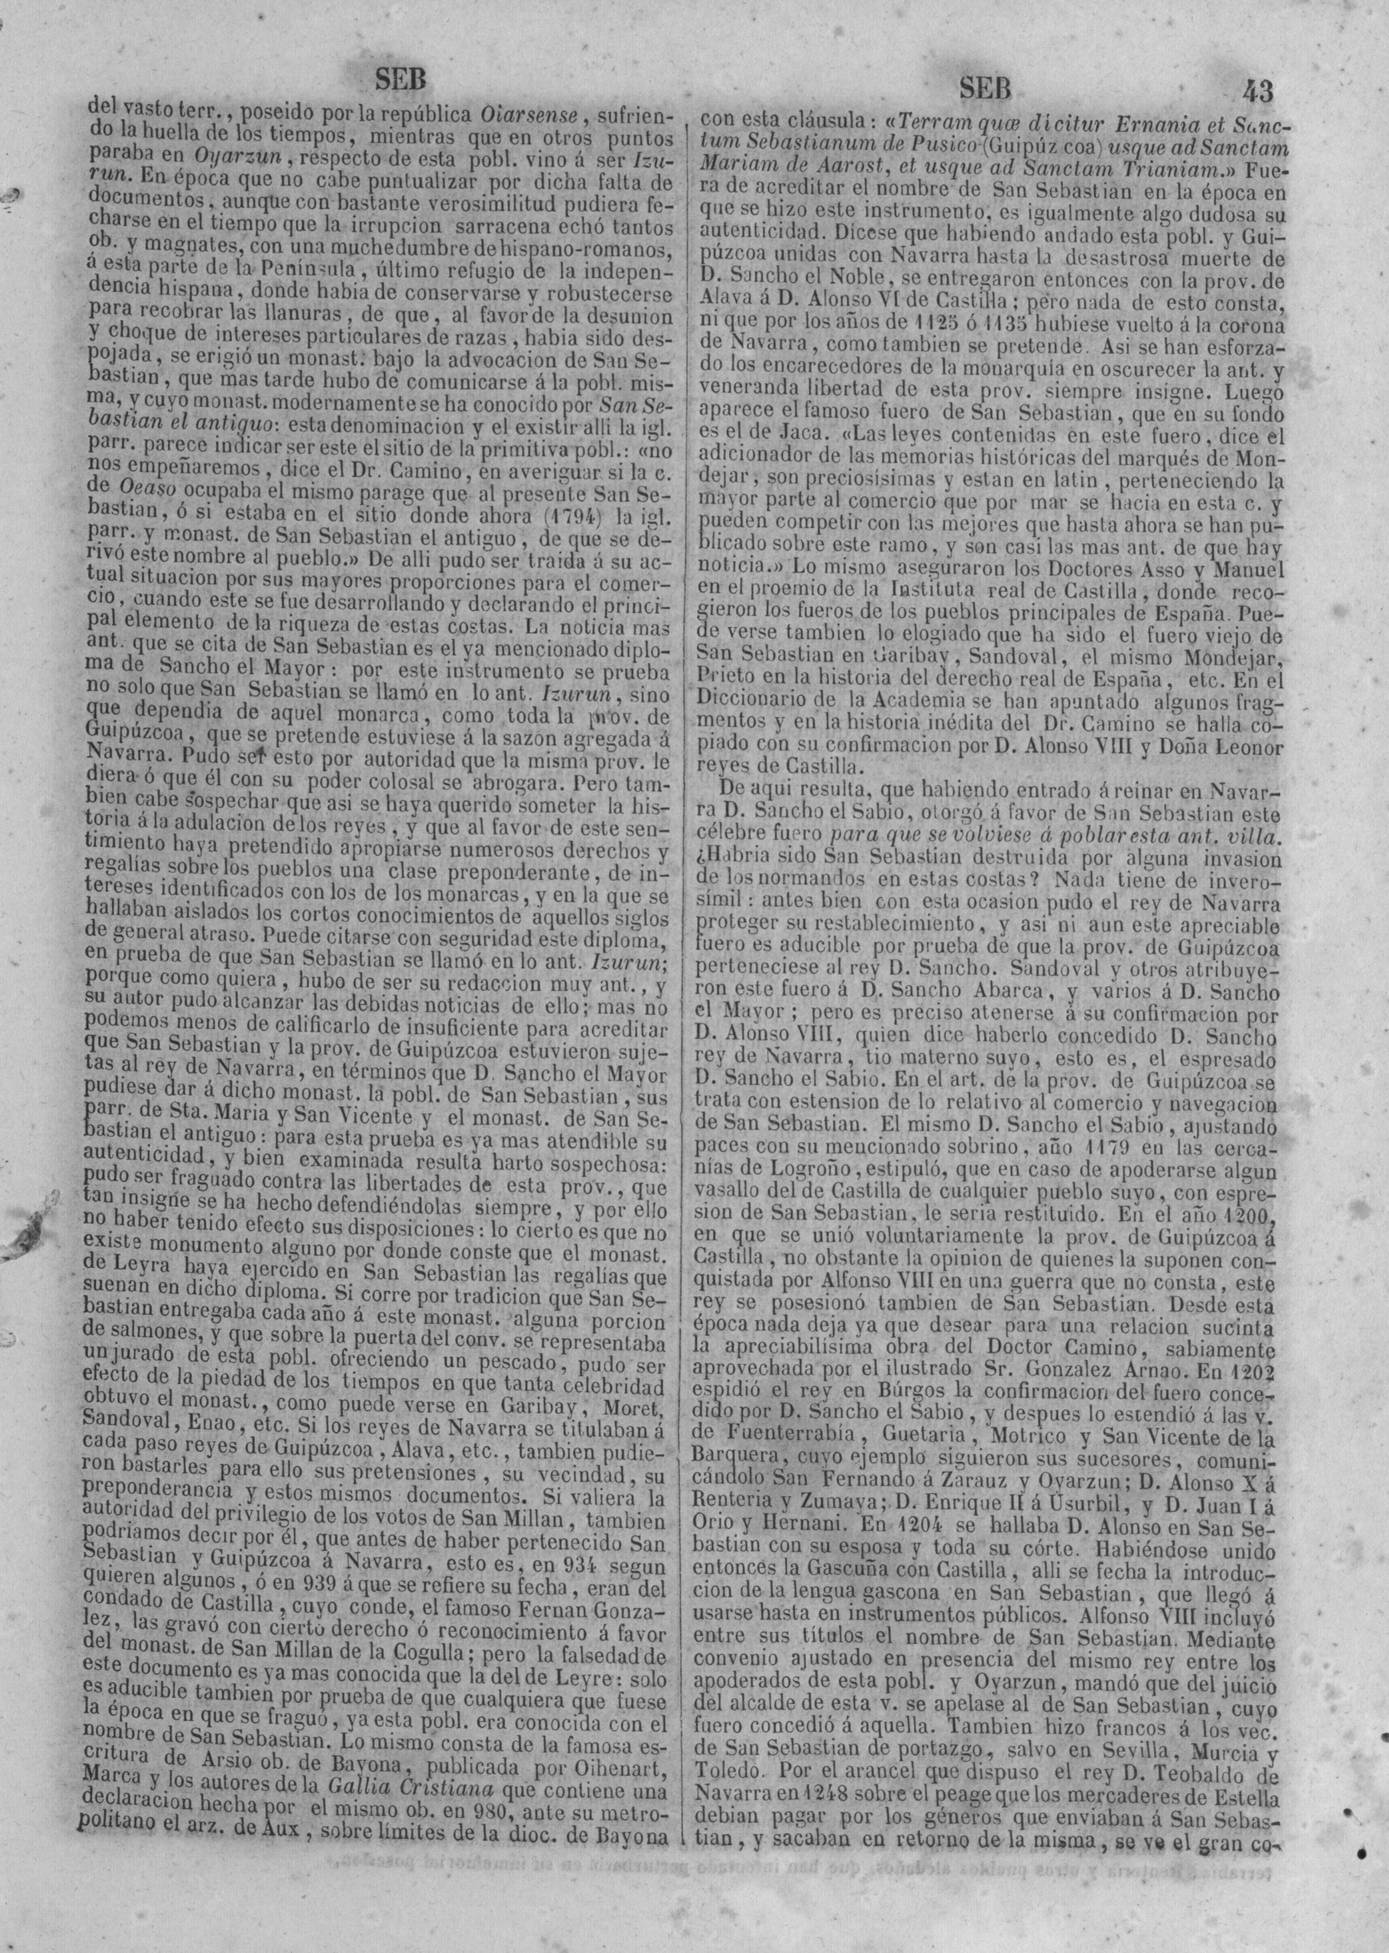 SEB
del vasto terr., poseido por la república Oiarsense, sufrien-
do la huella de los tiempos, mientras que en otros puntos
paraba en Oyarzun, respecto de esta pobl. vino á ser Izu-
run. En época que no cabe puntualizar por dicha falta de
documentos, aunque con bastante verosimilitud pudiera fe-
charse en el tiempo que la irrupcion sarracena echó tantos
ob. y magnates, con una muchedumbre de hispano-romanos,
á esta parte de la Península, último refugio de la indepen-
dencia hispana, donde habia de conservarse y robustecerse
para recobrar las llanuras, de que, al favor de la desunion
y choque de intereses particulares de razas, habia sido des-
pojada, se erigió un monast. bajo la advocacion de San Se-
bastian, que mas tarde hubo de comunicarse á la pobl. mis-
ma, y cuyo monast. modernamente se ha conocido por San Se-
bastian el antiguo: esta denominacion y el existir alli la igl.
parr. parece indicar ser este el sitio de la primitiva pobl.: «no
nos empeñaremos, dice el Dr. Camino, en averiguar si la c.
de Oeaso ocupaba el mismo parage que al presente San Se-
bastian, ó si estaba en el sitio donde ahora (1794) la igl.
parr. y monast. de San Sebastian el antiguo, de que se de-
rivó este nombre al pueblo.» De alli pudo ser traida á su ac-
tual situacion por sus mayores proporciones para el comer-
cio, cuando este se fue desarrollando y declarando el princi-
pal elemento de la riqueza de estas costas. La noticia mas
ant. que se cita de San Sebastian es el ya mencionado diplo-
ma de Sancho el Mayor: por este instrumento se prueba
no solo que San Sebastian se llamó en lo ant. Izurun, sino
que dependia de aquel monarca, como toda la prov. de
Guipúzcoa, que se pretende estuviese á la sazon agregada á
Navarra. Pudo ser esto por autoridad que la misma prov. le
diera ó que él con su poder colosal se abrogara. Pero tam-
bien cabe sospechar que asi se haya querido someter la his-
toria á la adulacion de los reyes, y que al favor de este sen-
timiento haya pretendido apropiarse numerosos derechos y
regalías sobre los pueblos una clase preponderante, de in-
tereses identificados con los de los monarcas, y en la que se
hallaban aislados los cortos conocimientos de aquellos siglos
de general atraso. Puede citarse con seguridad este diploma,
en prueba de que San Sebastian se llamó en lo ant. Izurun;
porque como quiera, hubo de ser su redaccion muy ant., y
su autor pudo alcanzar las debidas noticias de ello; mas no
podemos menos de calificarlo de insuficiente para acreditar
que San Sebastian y la prov. de Guipúzcoa estuvieron suje-
tas al rey de Navarra, en términos que D. Sancho el Mayor
pudiese dar á dicho monast. la pobl. de San Sebastian, sus
parr. de Sta. Maria y San Vicente y el monast. de San Se-
bastian el antiguo: para esta prueba es ya mas atendible su
autenticidad, y bien examinada resulta harto sospechosa:
pudo ser fraguado contra las libertades de esta prov., que
tan insigne se ha hecho defendiéndolas siempre, y por ello
no haber tenido efecto sus disposiciones: lo cierto es que no
existe monumento alguno por donde conste que el monast.
de Leyra haya ejercido en San Sebastian las regalías que
suenan en dicho diploma. Si corre por tradicion que San Se-
bastian entregaba cada año á este monast. alguna porcion
de salmones, y que sobre la puerta del conv. se representaba
un jurado de esta pobl. ofreciendo un pescado, pudo ser
efecto de la piedad de los tiempos en que tanta celebridad
obtuvo el monast., como puede verse en Garibay, Moret,
Sandoval, Enao, etc. Si los reyes de Navarra se titulaban á
cada paso reyes de Guipúzcoa, Alava, etc., tambien pudie-
ron bastarles para ello sus pretensiones, su vecindad, su
preponderancia y estos mismos documentos. Si valiera la
autoridad del privilegio de los votos de San Millan, tambien
podriamos decir por él, que antes de haber pertenecido San
Sebastian y Guipúzcoa á Navarra, esto es, en 934 segun
quieren algunos, ó en 939 á que se refiere su fecha, eran del
condado de Castilla, cuyo conde, el famoso Fernan Gonza-
lez, las gravó con cierto derecho ó reconocimiento á favor
del monast. de San Millan de la Cogulla; pero la falsedad de
este documento es ya mas conocida que la del de Leyre: solo
es aducible tambien por prueba de que cualquiera que fuese
la época en que se fraguó, ya esta pobl. era conocida con el
nombre de San Sebastian. Lo mismo consta de la famosa es-
critura de Arsio ob. de Bayona, publicada por Oihenart,
Marca y los autores de la Gallia Cristiana que contiene una
declaracion hecha por el mismo ob. en 980, ante su metro-
politano el arz. de Aux, sobre límites de la dioc. de Bayona
SEB 43
con esta cláusula: «Terram quæ dicitur Ernania et Sanc-
tum Sebastianum de Pusico (Guipúz coa) usque ad Sanctam
Mariam de Aarost, et usque ad Sanctam Trianiam.» Fue-
ra de acreditar el nombre de San Sebastian en la época en
que se hizo este instrumento, es igualmente algo dudosa su
autenticidad. Dícese que habiendo andado esta pobl. y Gui-
púzcoa unidas con Navarra hasta la desastrosa muerte de
D. Sancho el Noble, se entregaron entonces con la prov. de
Alava á D. Alonso VI de Castilla; pero nada de esto consta,
ni que por los años de 1125 ó 1135 hubiese vuelto á la corona
de Navarra, como tambien se pretende. Asi se han esforza-
do los encarecedores de la monarquía en oscurecer la ant. y
veneranda libertad de esta prov. siempre insigne. Luego
aparece el famoso fuero de San Sebastian, que en su fondo
es el de Jaca. «Las leyes contenidas en este fuero, dice el
adicionador de las memorias históricas del marqués de Mon-
dejar, son preciosísimas y estan en latin, perteneciendo la
mayor parte al comercio que por mar se hacia en esta c. y
pueden competir con las mejores que hasta ahora se han pu-
blicado sobre este ramo, y son casi las mas ant. de que hay
noticia.» Lo mismo aseguraron los Doctores Asso y Manuel
en el proemio de la Instituta real de Castilla, donde reco-
gieron los fueros de los pueblos principales de España. Pue-
de verse tambien lo elogiado que ha sido el fuero viejo de
San Sebastian en Garibay, Sandoval, el mismo Mondejar,
Prieto en la historia del derecho real de España, etc. En el
Diccionario de la Academia se han apuntado algunos frag-
mentos y en la historia inédita del Dr. Camino se halla co-
piado con su confirmacion por D. Alonso VIII y Doña Leonor
reyes de Castilla.
De aqui resulta, que habiendo entrado á reinar en Navar-
ra D. Sancho el Sabio, otorgó á favor de San Sebastian este
célebre fuero para que se volviese á poblar esta ant. villa.
¿Habria sido San Sebastian destruida por alguna invasion
de los normandos en estas costas? Nada tiene de invero-
símil: antes bien con esta ocasion pudo el rey de Navarra
proteger su restablecimiento, y asi ni aun este apreciable
fuero es aducible por prueba de que la prov. de Guipúzcoa
perteneciese al rey D. Sancho. Sandoval y otros atribuye-
ron este fuero á D. Sancho Abarca, y varios á D. Sancho
el Mayor; pero es preciso atenerse á su confirmacion por
D. Alonso VIII, quien dice haberlo concedido D. Sancho
rey de Navarra, tio materno suyo, esto es, el espresado
D. Sancho el Sabio. En el art. de la prov. de Guipúzcoa se
trata con estension de lo relativo al comercio y navegacion
de San Sebastian. El mismo D. Sancho el Sabio, ajustando
paces con su mencionado sobrino, año 1179 en las cerca-
nías de Logroño, estipuló, que en caso de apoderarse algun
vasallo del de Castilla de cualquier pueblo suyo, con espre-
sion de San Sebastian, le seria restituido. En el año 1200,
en que se unió voluntariamente la prov. de Guipúzcoa á
Castilla, no obstante la opinion de quienes la suponen con-
quistada por Alfonso VIII en una guerra que no consta, este
rey se posesionó tambien de San Sebastian. Desde esta
época nada deja ya que desear para una relacion sucinta
la apreciabilísima obra del Doctor Camino, sabiamente
aprovechada por el ilustrado Sr. Gonzalez Arnao. En 1202
espidió el rey en Búrgos la confirmacion del fuero conce-
dido por D. Sancho el Sabio, y despues lo estendió á las v.
de Fuenterrabia, Guetaria, Motrico y San Vicente de la
Barquera, cuyo ejemplo siguieron sus sucesores, comuni-
cándolo San Fernando á Zarauz y Oyarzun; D. Alonso X á
Renteria y Zumaya; D. Enrique II á Usurbil, y D. Juan I á
Orio y Hernani. En 1204 se hallaba D. Alonso en San Se-
bastian con su esposa y toda su córte. Habiéndose unido
entonces la Gascuña con Castilla, alli se fecha la introduc-
cion de la lengua gascona en San Sebastian, que llegó á
usarse hasta en instrumentos públicos. Alfonso VIII incluyó
entre sus títulos el nombre de San Sebastian. Mediante
convenio ajustado en presencia del mismo rey entre los
apoderados de esta pobl. y Oyarzun, mandó que del juicio
del alcalde de esta v. se apelase al de San Sebastian, cuyo
fuero concedió á aquella. Tambien hizo francos á los vec.
de San Sebastian de portazgo, salvo en Sevilla, Murcia y
Toledo. Por el arancel que dispuso el rey D. Teobaldo de
Navarra en 1248 sobre el peage que los mercaderes de Estella
debian pagar por los géneros que enviaban á San Sebas-
tian, y sacaban en retorno de la misma, se ve el gran co-